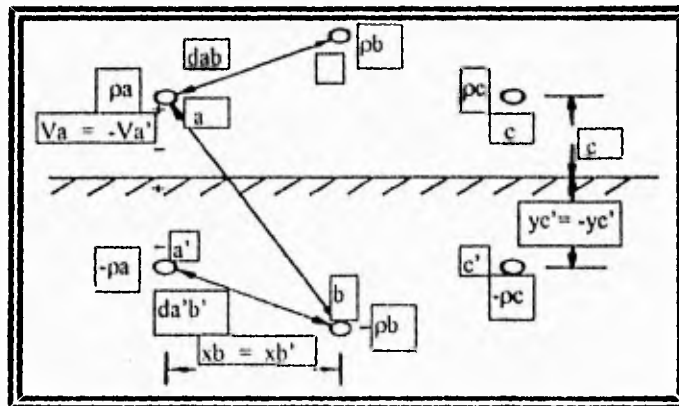 ρb
dab
ρa
a
Va = -Va'
ρc
c
c
yc'= -yc'
a'
-ρa
c'
-ρc
b
da'b'
-ρb
xb = xb'